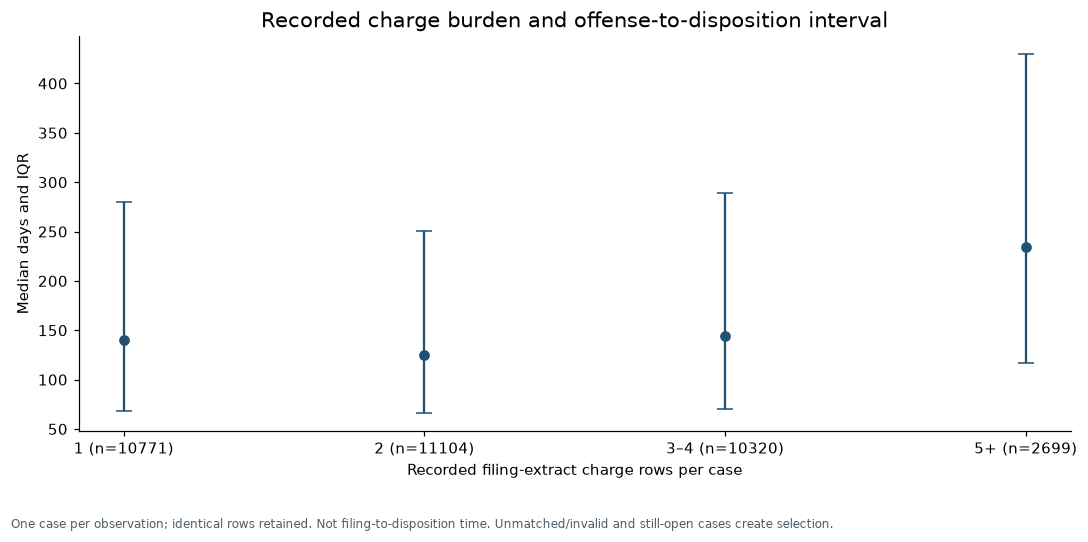 Recorded charge burden and offense-to-disposition interval
Median days and IQR
400
350
300
250
200
150
100
50
1 (n=10771)
2 (n=11104)
3–4 (n=10320)
5+ (n=2699)
Recorded filing-extract charge rows per case
One case per observation; identical rows retained. Not filing-to-disposition time. Unmatched/invalid and still-open cases create selection.